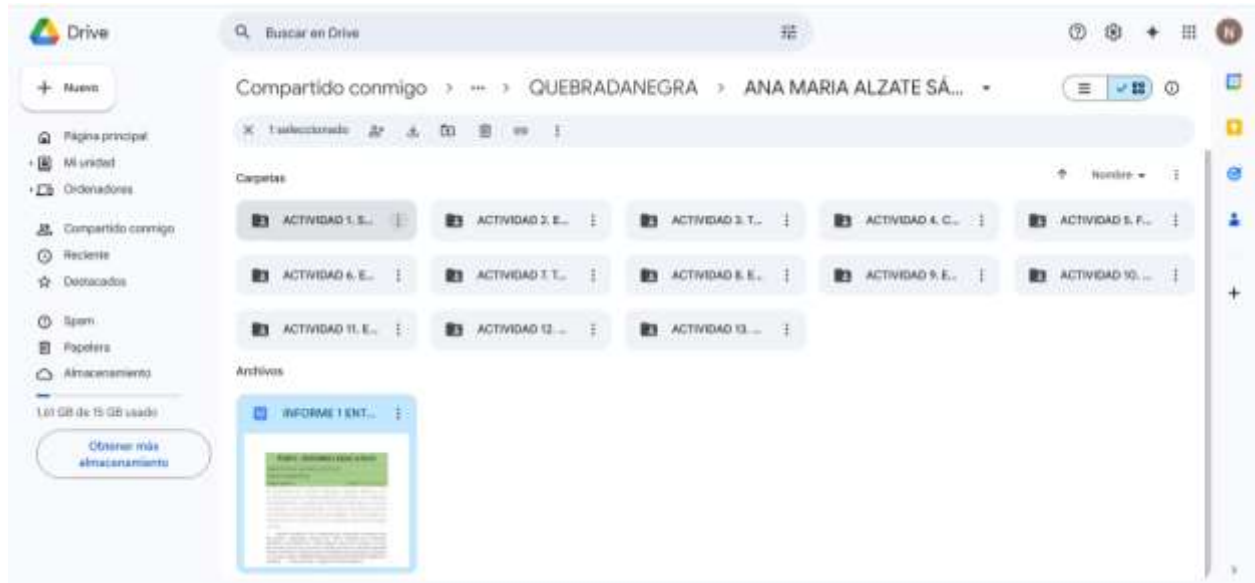 Drive
Buscar en Drive
N
Nuevo
Compartido conmigo > ... > QUEBRADANEGRA > ANA MARIA ALZATE SÁ...
1 seleccionado
Página principal
Mi unidad
Ordenadores
Compartido conmigo
Reciente
Destacados
Spam
Papelera
Almacenamiento
1,61 GB de 15 GB usado
Obtener más
almacenamiento
Carpetas
Nombre
ACTIVIDAD 1. S...
ACTIVIDAD 2. E...
ACTIVIDAD 3. T...
ACTIVIDAD 4. C...
ACTIVIDAD 5. F...
ACTIVIDAD 6. E...
ACTIVIDAD 7. T...
ACTIVIDAD 8. E...
ACTIVIDAD 9. E...
ACTIVIDAD 10. ...
ACTIVIDAD 11. E...
ACTIVIDAD 12. ...
ACTIVIDAD 13. ...
Archivos
INFORME 1 ENT...